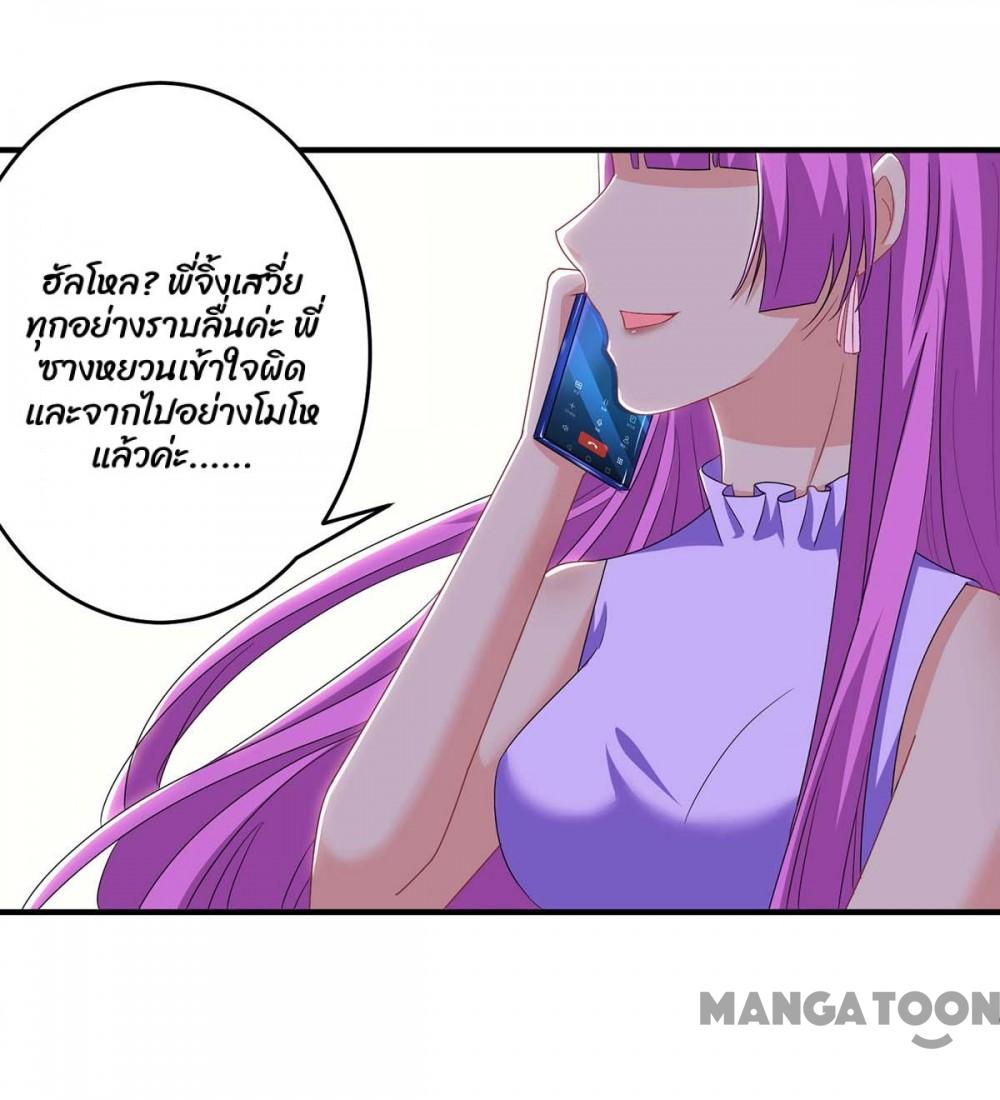 ฮัลโหล? พี่จิ้งเสวี่ย
ทุกอย่างราบลื่นค่ะ พี่
ซางหยวนเข้าใจผิด
และจากไปอย่างโมโห
แล้วค่ะ......
MANGATOON